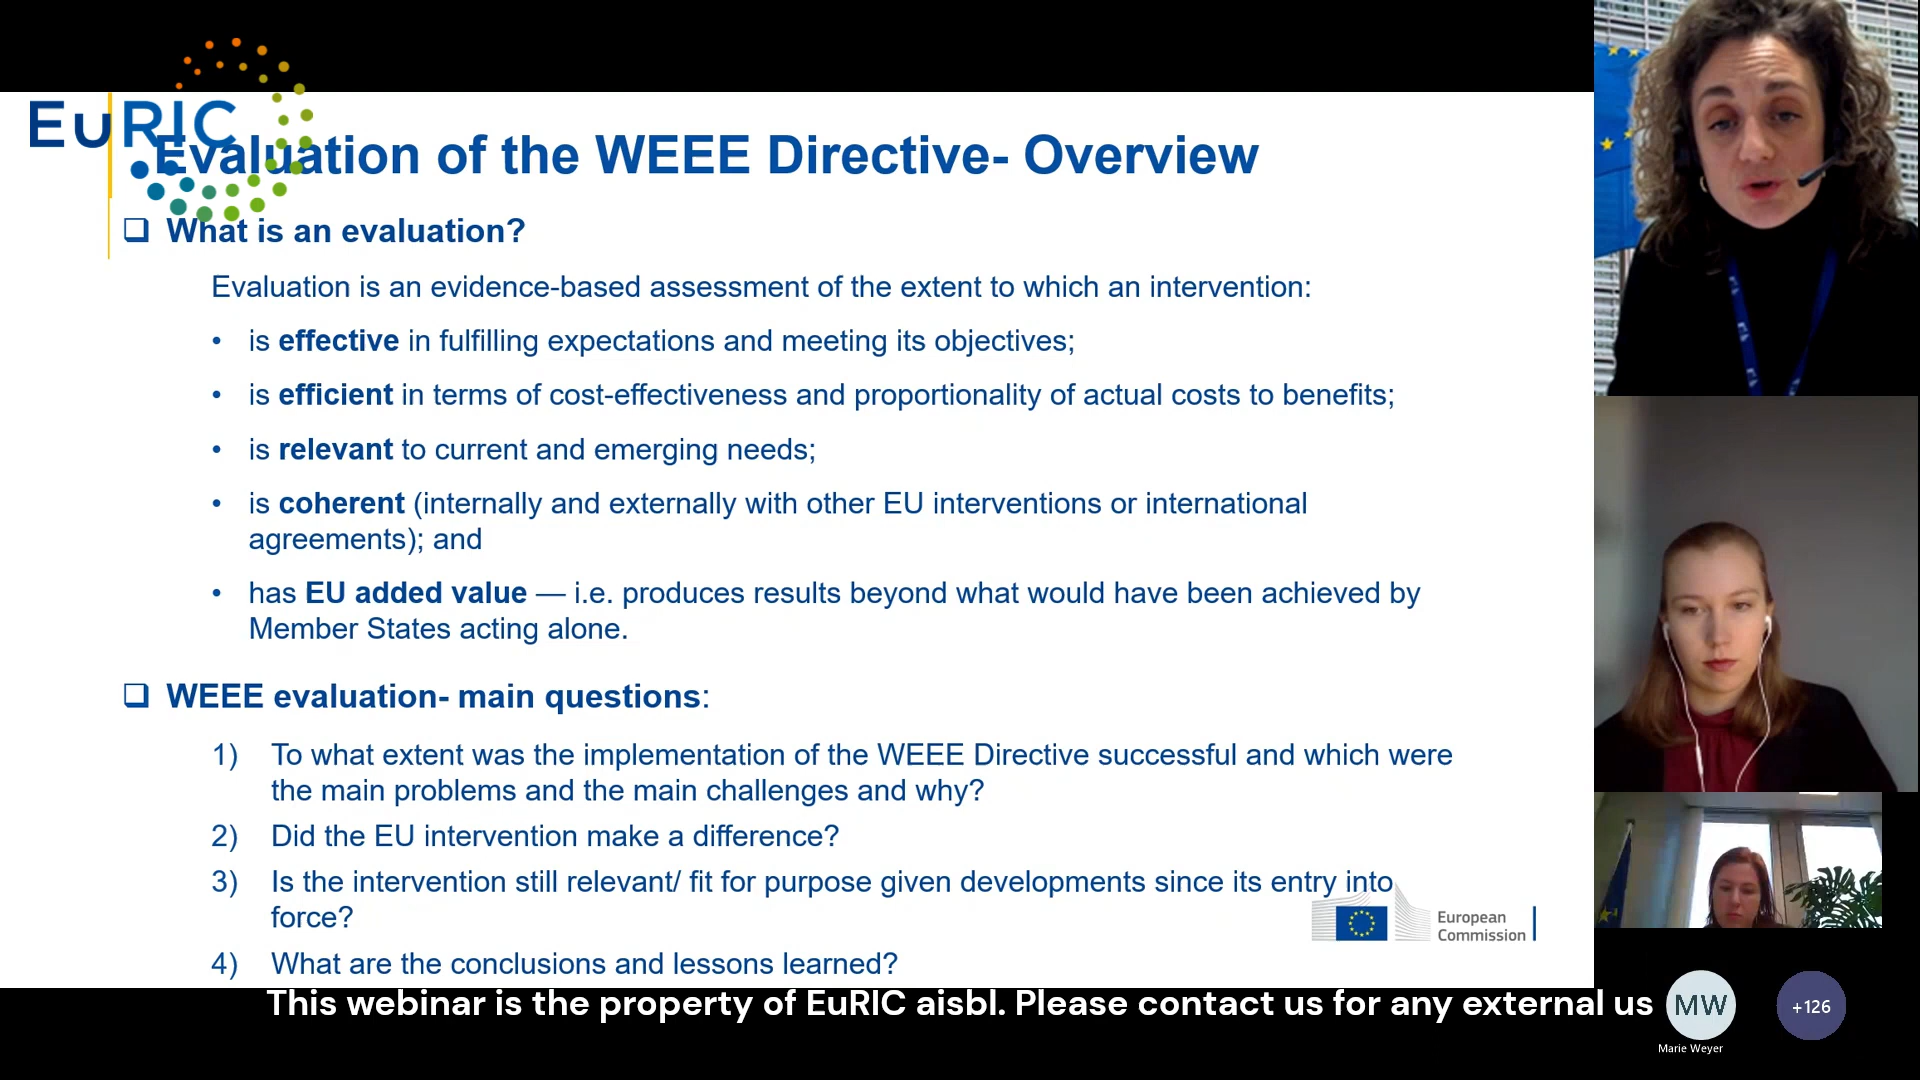 EuRIC
Evaluation of the WEEE Directive- Overview
What is an evaluation?
Evaluation is an evidence-based assessment of the extent to which an intervention:
• is effective in fulfilling expectations and meeting its objectives;
• is efficient in terms of cost-effectiveness and proportionality of actual costs to benefits;
• is relevant to current and emerging needs;
• is coherent (internally and externally with other EU interventions or international
agreements); and
• has EU added value — i.e. produces results beyond what would have been achieved by
Member States acting alone.
WEEE evaluation- main questions:
1) To what extent was the implementation of the WEEE Directive successful and which were
the main problems and the main challenges and why?
2) Did the EU intervention make a difference?
3) Is the intervention still relevant/ fit for purpose given developments since its entry into
force?
4) What are the conclusions and lessons learned?
European
Commission
This webinar is the property of EuRIC aisbl. Please contact us for any external us
MW
Marie Weyer
+126